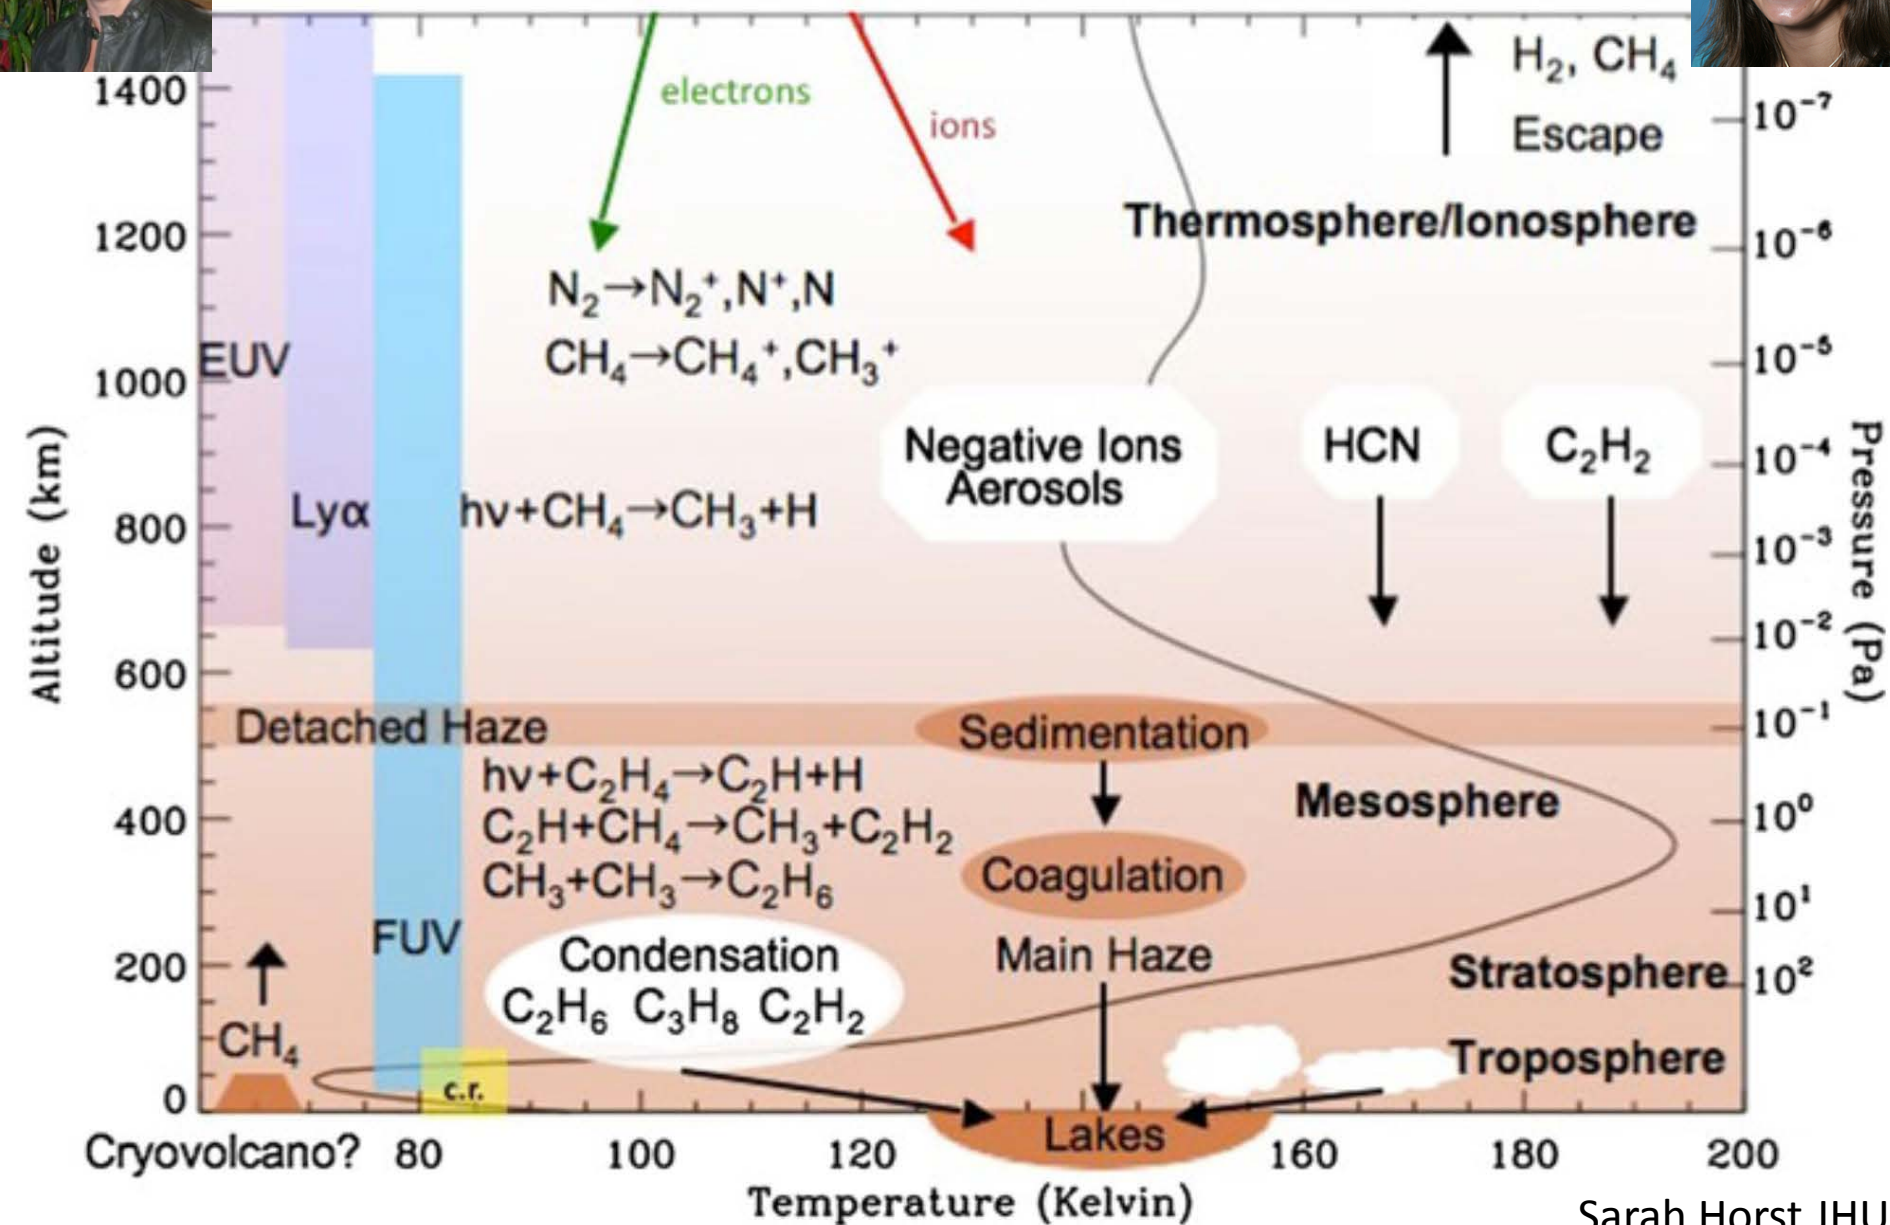 electrons
ions
H₂, CH₄
Escape
Thermosphere/Ionosphere
N₂→N₂⁺,N⁺,N
CH₄→CH₄⁺,CH₃⁺
EUV
Lyα
hν+CH₄→CH₃+H
Negative Ions
Aerosols
HCN
C₂H₂
Detached Haze
Sedimentation
hν+C₂H₄→C₂H+H
C₂H+CH₄→CH₃+C₂H₂
CH₃+CH₃→C₂H₆
Mesosphere
Coagulation
FUV
Condensation
C₂H₆ C₃H₈ C₂H₂
Main Haze
Stratosphere
CH₄
Troposphere
c.r.
Lakes
Cryovolcano?
Altitude (km)
1400
1200
1000
800
600
400
200
0
Pressure (Pa)
10⁻⁷
10⁻⁶
10⁻⁵
10⁻⁴
10⁻³
10⁻²
10⁻¹
10⁰
10¹
10²
80 100 120 160 180 200
Temperature (Kelvin)
Sarah Horst JHU